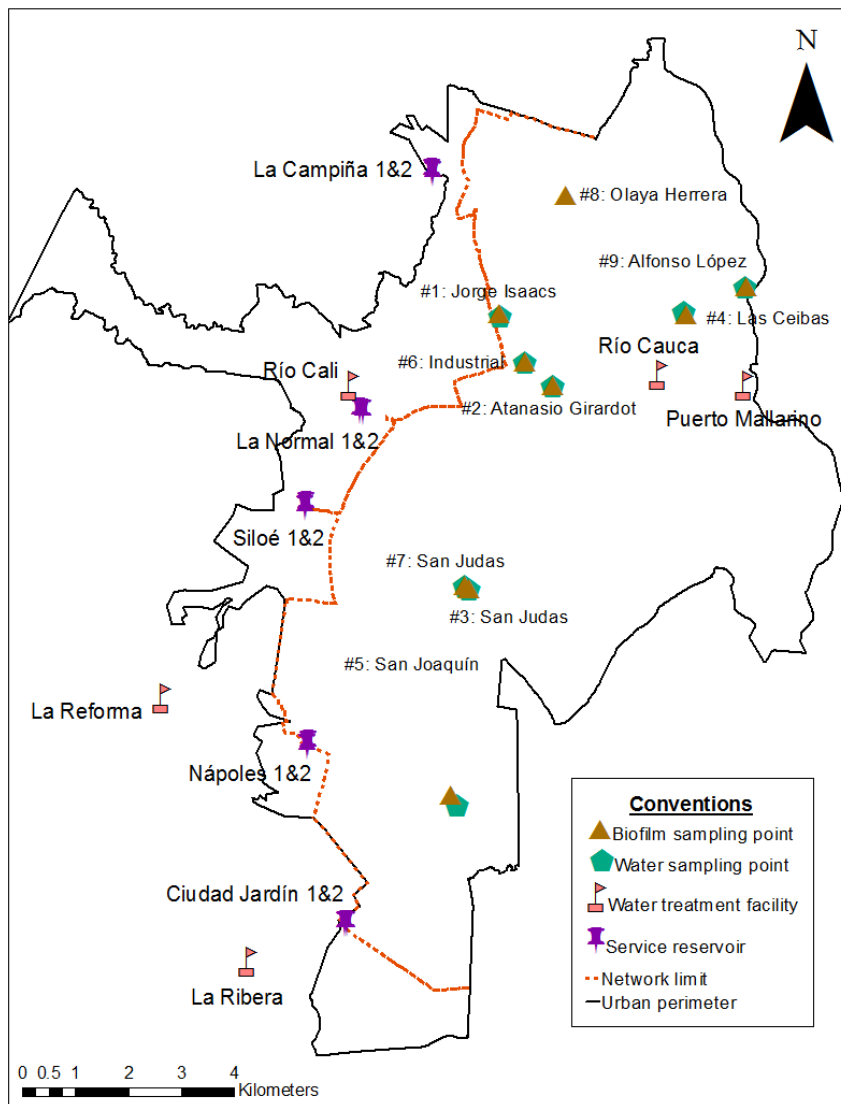 N
La Campiña 1&2
#8: Olaya Herrera
#9: Alfonso López
#1: Jorge Isaacs
#4: Las Ceibas
Río Cauca
#6: Industrial
Río Cali
#2: Atanasio Girardot
Puerto Mallarino
La Normal 1&2
Siloé 1&2
#7: San Judas
#3: San Judas
#5: San Joaquín
La Reforma
Nápoles 1&2
Ciudad Jardín 1&2
La Ribera
Conventions
Biofilm sampling point
Water sampling point
Water treatment facility
Service reservoir
Network limit
Urban perimeter
0 0.5 1 2 3 4
Kilometers